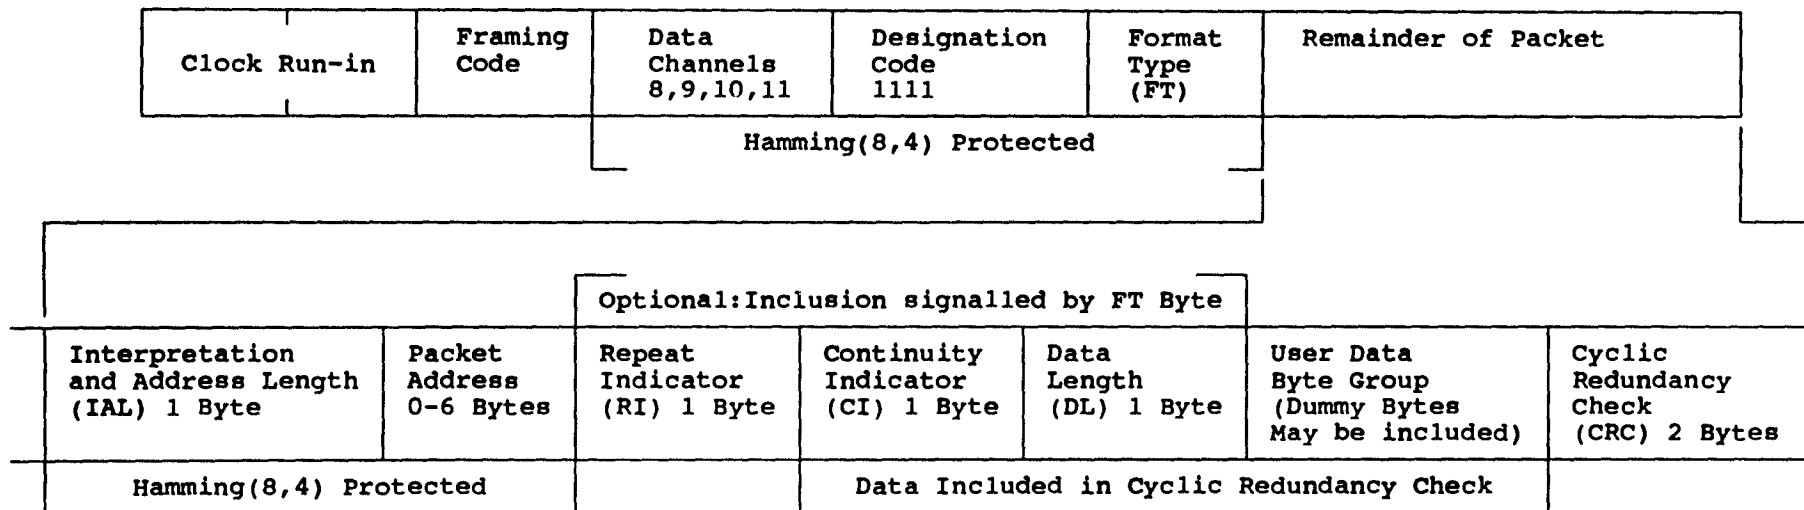 Clock Run-in
Framing
Code
Data
Channels
8,9,10,11
Designation
Code
1111
Format
Type
(FT)
Remainder of Packet
Hamming(8,4) Protected
Optional:Inclusion signalled by FT Byte
Interpretation
and Address Length
(IAL) 1 Byte
Packet
Address
0-6 Bytes
Repeat
Indicator
(RI) 1 Byte
Continuity
Indicator
(CI) 1 Byte
Data
Length
(DL) 1 Byte
User Data
Byte Group
(Dummy Bytes
May be included)
Cyclic
Redundancy
Check
(CRC) 2 Bytes
Hamming(8,4) Protected
Data Included in Cyclic Redundancy Check